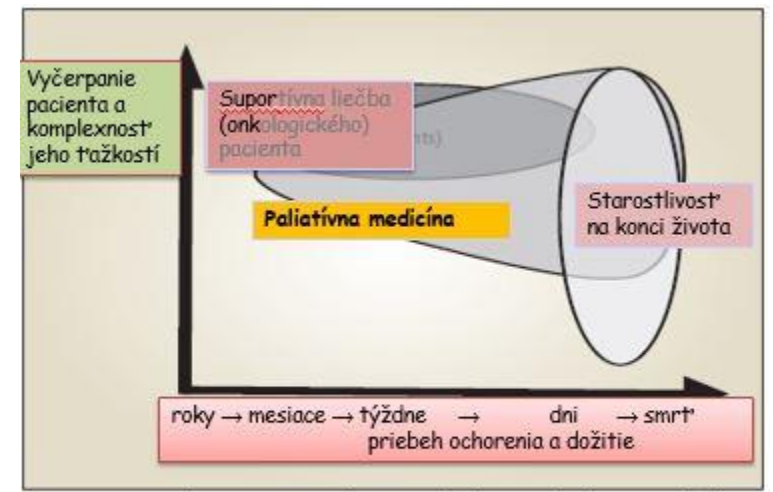 Vyčerpanie
pacienta a
komplexnosť
jeho ťažkostí
Suportívna liečba
(onkologického)
pacienta
nts)
Paliatívna medicína
Starostlivosť
na konci života
roky → mesiace → týždne → dni → smrť
priebeh ochorenia a dožitie